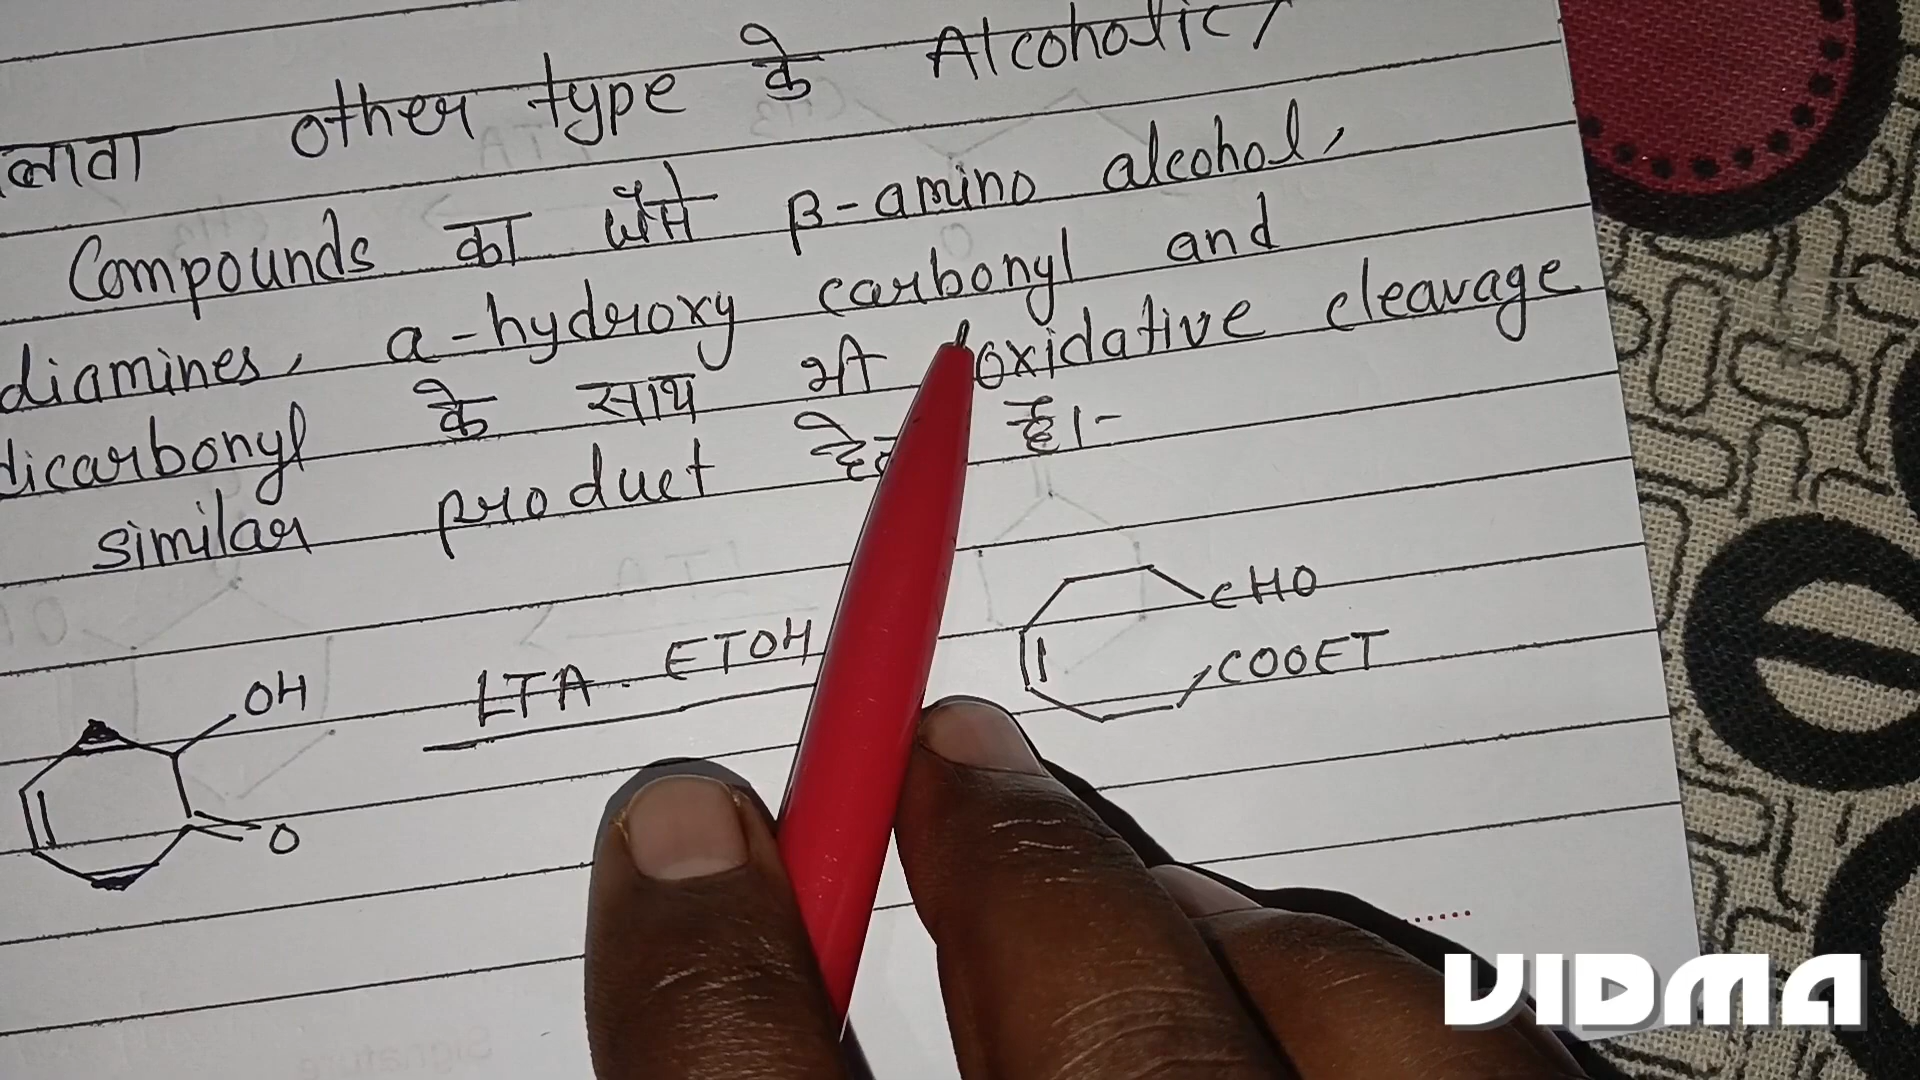 other type के Alcoholic/
Compounds का जैसे β-amino alcohol,
diamines, α-hydroxy carbonyl and
dicarbonyl के साथ भी oxidative cleavage
similar product है।-
OH
O
LTA . ETOH
CHO
COOET
VIDMA